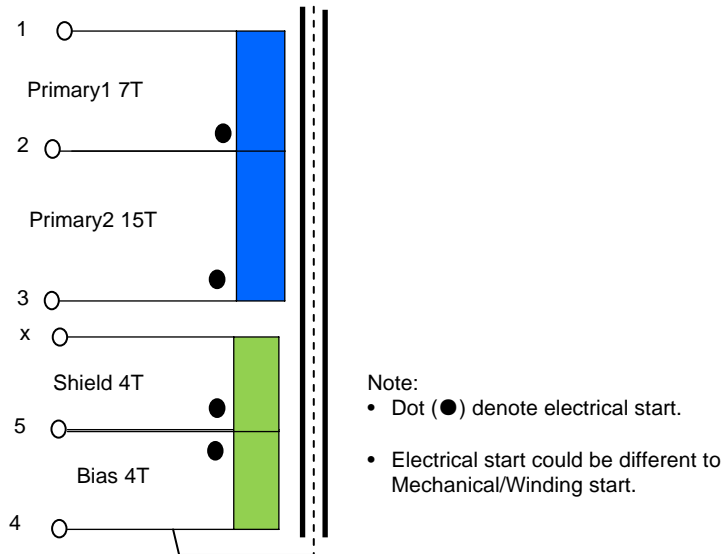 1
Primary1 7T
2
Primary2 15T
3
x
Shield 4T
5
Bias 4T
4
Note:
• Dot (●) denote electrical start.
• Electrical start could be different to
Mechanical/Winding start.